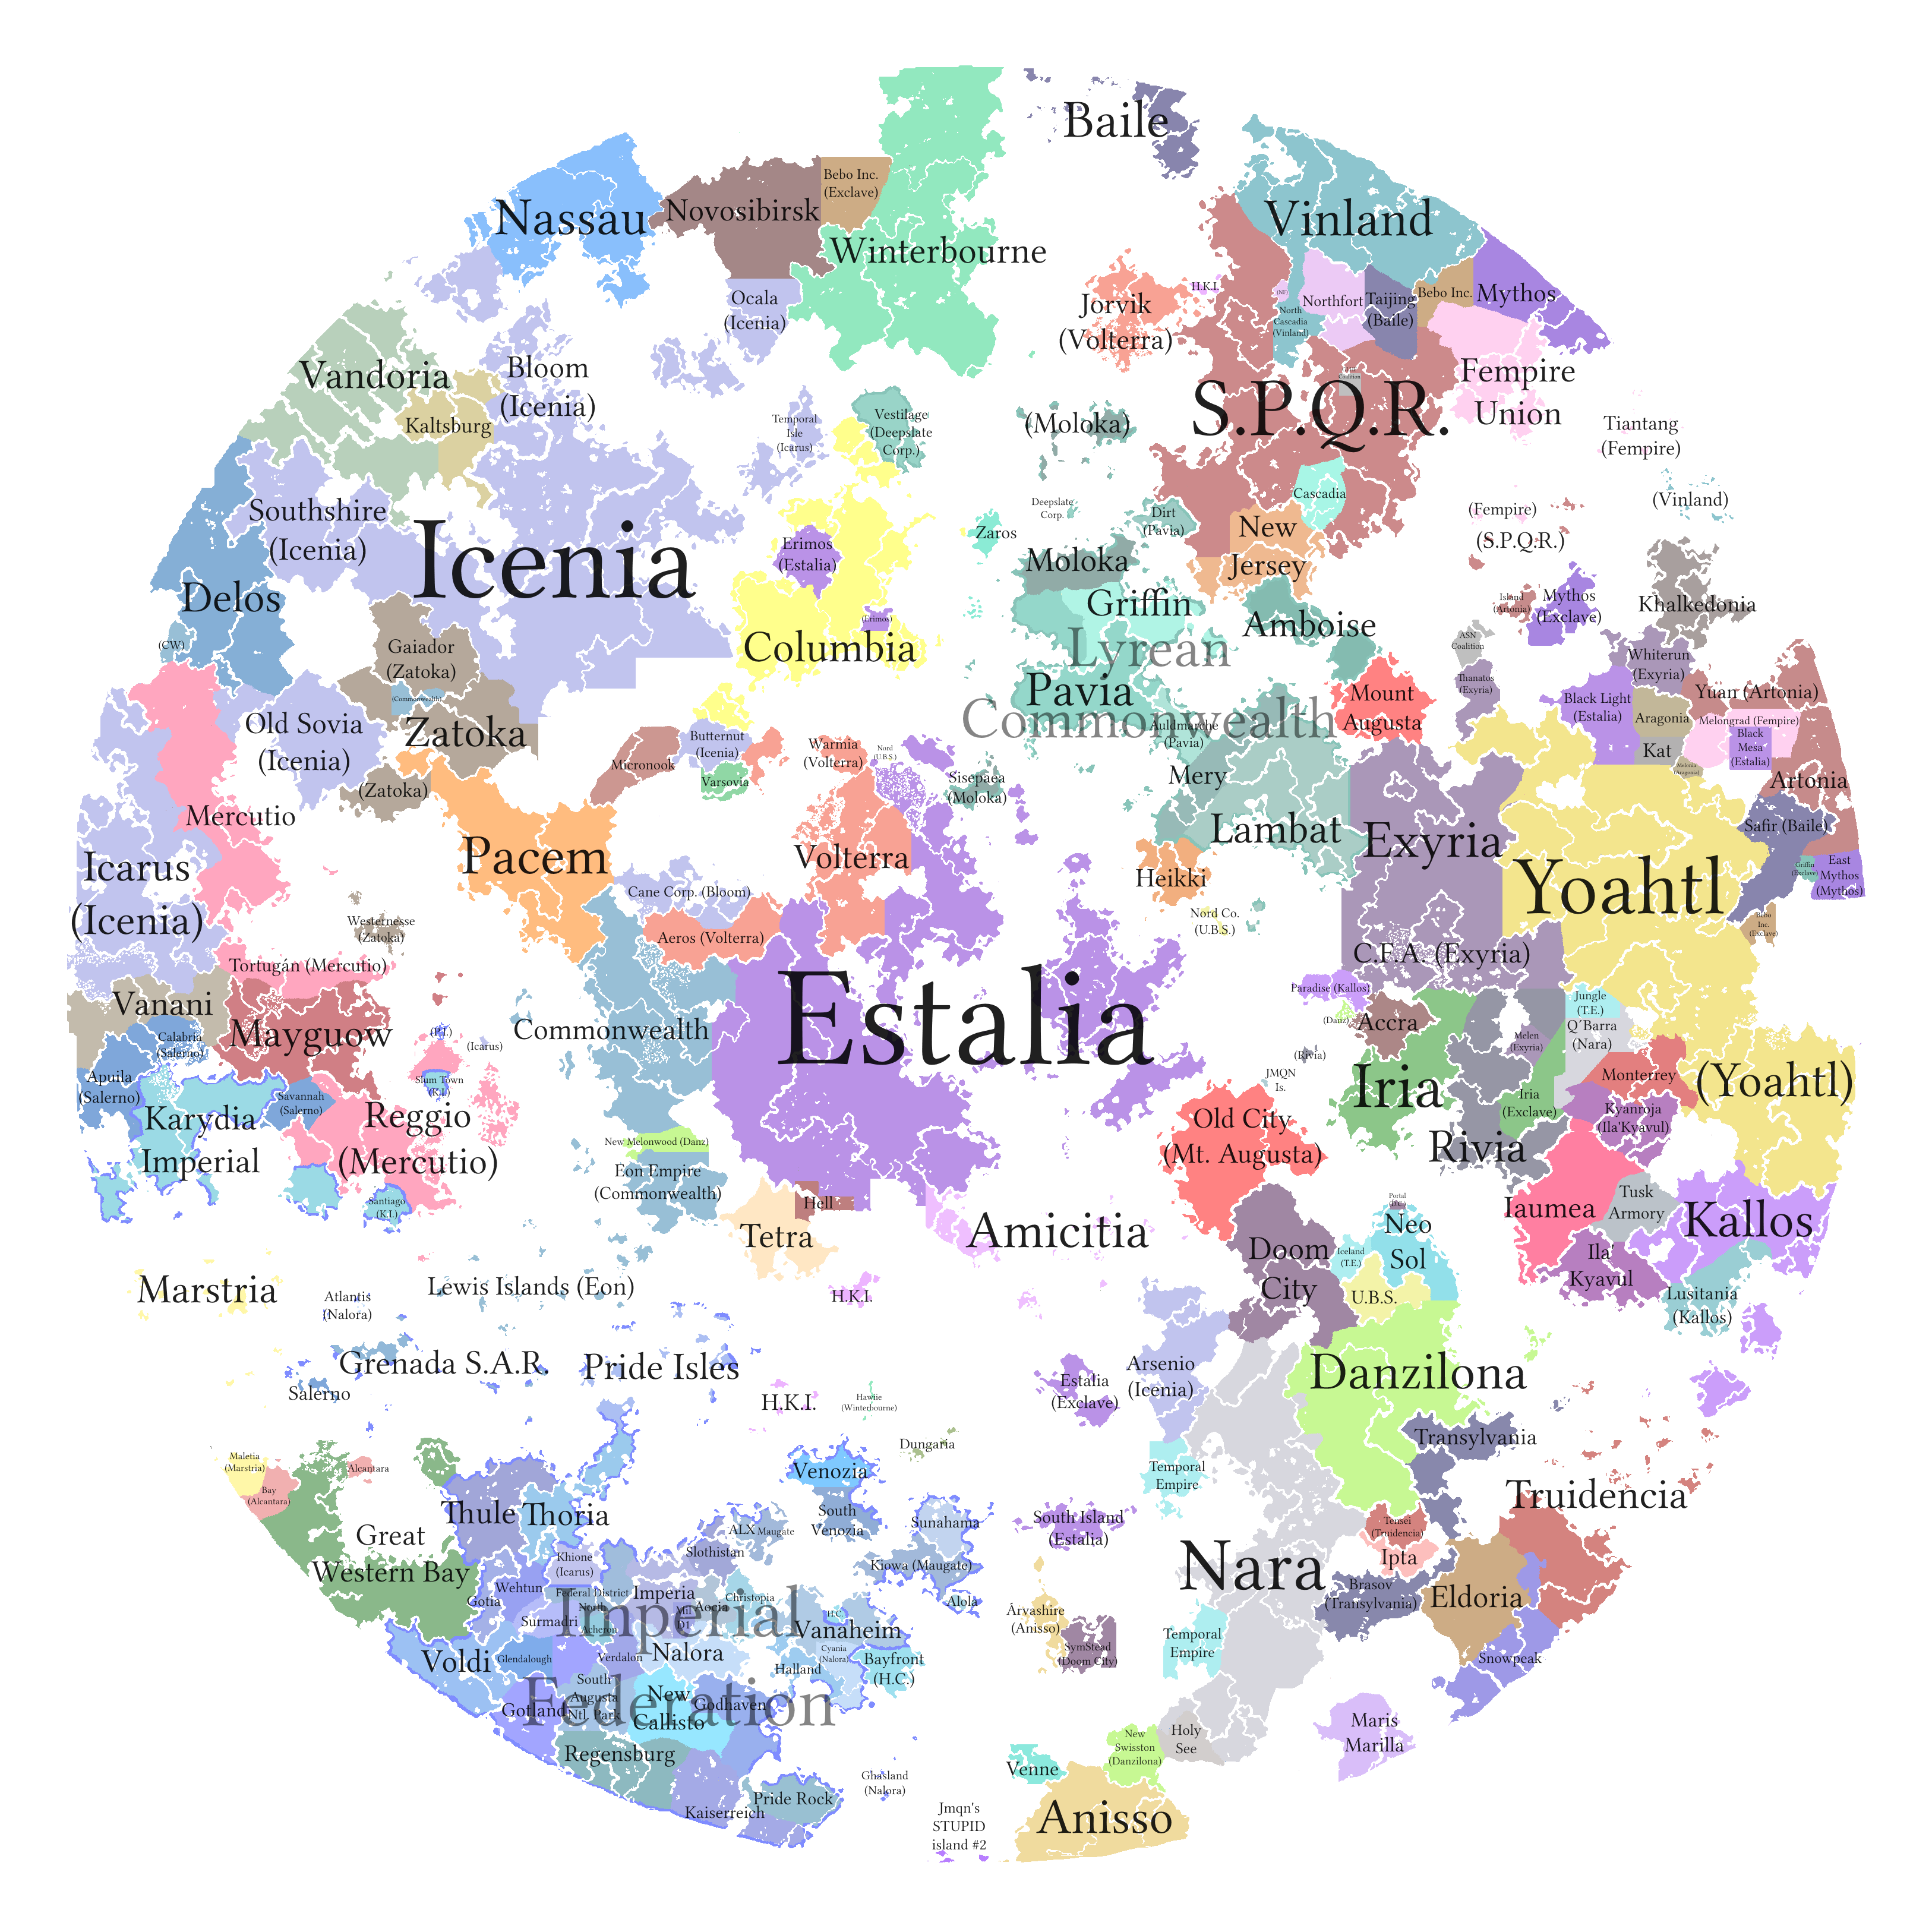 Baile
Nassau
Novosibirsk
Bebo Inc.
(Exclave)
Winterbourne
Vinland
Ocala
(Icenia)
Jorvik
(Volterra)
H.K.I.
(NF)
North
Cascadia
(Vinland)
Northfort
Taijing
(Baile)
Bebo Inc.
Mythos
Vandoria
Bloom
(Icenia)
Kaltsburg
Temporal
Isle
(Icarus)
Vestilage
(Deepslate
Corp.)
(Moloka)
S.P.Q.R.
Fempire
Union
Tiantang
(Fempire)
Southshire
(Icenia)
Icenia
Erimos
(Estalia)
(Erimos)
Columbia
Zaros
Deepslate
Corp.
Dirt
(Pavia)
Cascadia
New
Jersey
(Fempire)
(S.P.Q.R.)
(Vinland)
Delos
(CW)
Gaiador
(Zatoka)
(Commonwealth)
Zatoka
(Zatoka)
Old Sovia
(Icenia)
Moloka
Griffin
Lyrean
Commonwealth
Pavia
Auldmarche
(Pavia)
Amboise
Mount
Augusta
Island
(Artonia)
Mythos
(Exclave)
Khalkedonia
ASN
Coalition
Thanatos
(Exyria)
Whiterun
(Exyria)
Black Light
(Estalia)
Aragonia
Kat
Yuan (Artonia)
Melongrad (Fempire)
Black
Mesa
(Estalia)
Artonia
Micronook
Butternut
(Icenia)
Varsovia
Warmia
(Volterra)
Nord
(U.B.S.)
Sisepaea
(Moloka)
Mery
Lambat
Exyria
Yoahtl
Safir (Baile)
Griffin
(Exclave)
East
Mythos
(Mythos)
Bebo
Inc.
(Exclave)
Mercutio
Icarus
(Icenia)
Pacem
Volterra
Cane Corp. (Bloom)
Aeros (Volterra)
Heikki
Nord Co.
(U.B.S.)
C.F.A. (Exyria)
Westernesse
(Zatoka)
Tortugán (Mercutio)
Vanani
Mayguow
Calabria
(Salerno)
Apuila
(Salerno)
(P.I.)
(Icarus)
Slum Town
(K.I.)
Commonwealth
Estalia
Paradise (Kallos)
(Danz)
Accra
(Rivia)
JMQN
Is.
Iria
Melen
(Exyria)
Jungle
(T.E.)
Q'Barra
(Nara)
Iria
(Exclave)
Rivia
Monterrey
Kyanroja
(Ila'Kyavul)
(Yoahtl)
Karydia
Imperial
Savannah
(Salerno)
Reggio
(Mercutio)
Santiago
(K.I.)
New Melonwood (Danz)
Eon Empire
(Commonwealth)
Old City
(Mt. Augusta)
Tetra
Hell
Amicitia
Doom
City
Portal
Neo
Sol
Iceland
(T.E.)
U.B.S.
Iaumea
Tusk
Armory
Kallos
Ila'
Kyavul
Lusitania
(Kallos)
Marstria
Atlantis
(Nalora)
Lewis Islands (Eon)
H.K.I.
Grenada S.A.R.
Salerno
Pride Isles
H.K.I.
Hawiie
(Winterbourne)
Estalia
(Exclave)
Arsenio
(Icenia)
Danzilona
Transylvania
Dungaria
Maletia
(Marstria)
Bay
(Alcantara)
Alcantara
Great
Western Bay
Thule
Thoria
Venozia
South
Venozia
Temporal
Empire
Truidencia
ALX
Maugate
Sunahama
South Island
(Estalia)
Tensei
(Truidencia)
Ipta
Slothistan
Kiowa (Maugate)
Alola
Nara
Brasov
(Transylvania)
Eldoria
Snowpeak
Khione
(Icarus)
Wehtun
Gotia
Federal District
North
Acheron
Imperia
Aocia
Christopia
Surmadri
Imperial
Federation
H.C.
Vanaheim
Cyania
(Nalora)
Bayfront
(H.C.)
Halland
Árvashire
(Anisso)
SymStead
(Doom City)
Temporal
Empire
Voldi
Glendalough
Verdalon
Nalora
South
Augusta
Ntl. Park
Gotland
New
Callisto
Godhaven
Regensburg
Kaiserreich
Pride Rock
Ghasland
(Nalora)
Maris
Marilla
New
Swisston
(Danzilona)
Holy
See
Venne
Anisso
Jmqn's
STUPID
island #2